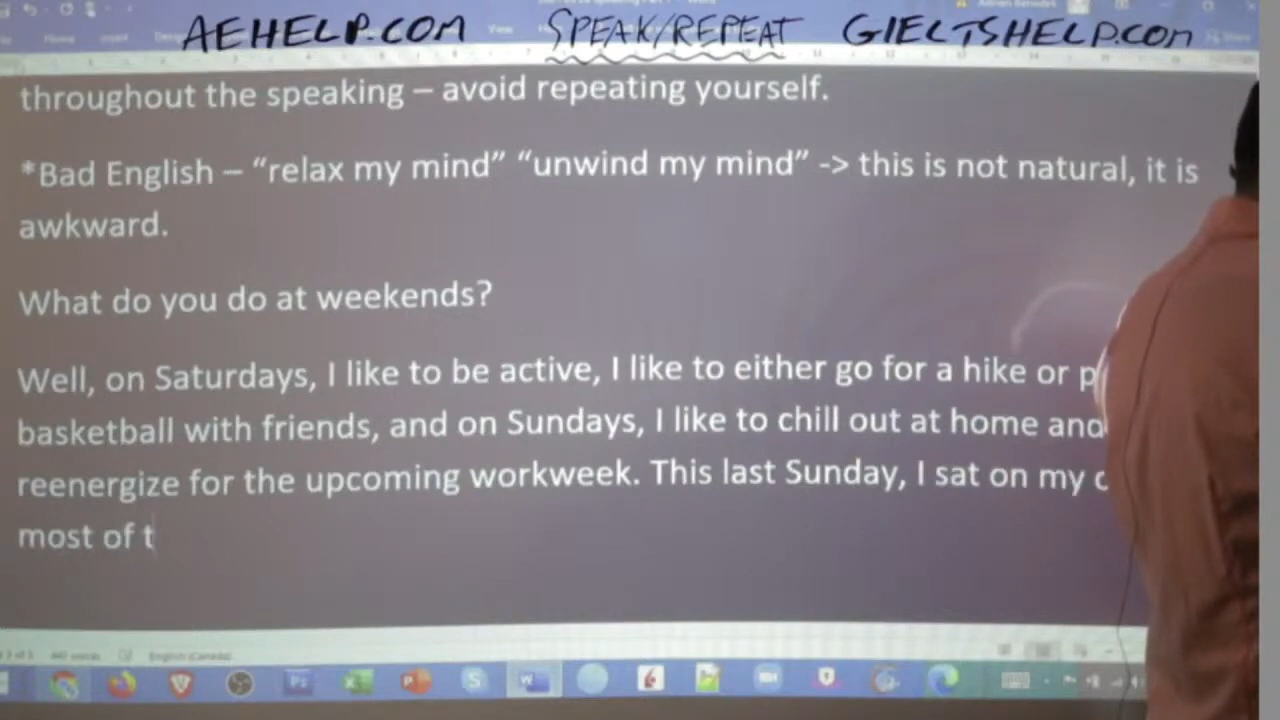 AEHELP.COM SPEAK/REPEAT GIELTSHELP.COM
throughout the speaking – avoid repeating yourself.
*Bad English – “relax my mind” “unwind my mind” -> this is not natural, it is
awkward.
What do you do at weekends?
Well, on Saturdays, I like to be active, I like to either go for a hike or p
basketball with friends, and on Sundays, I like to chill out at home and
reenergize for the upcoming workweek. This last Sunday, I sat on my c
most of t
English (Canada)